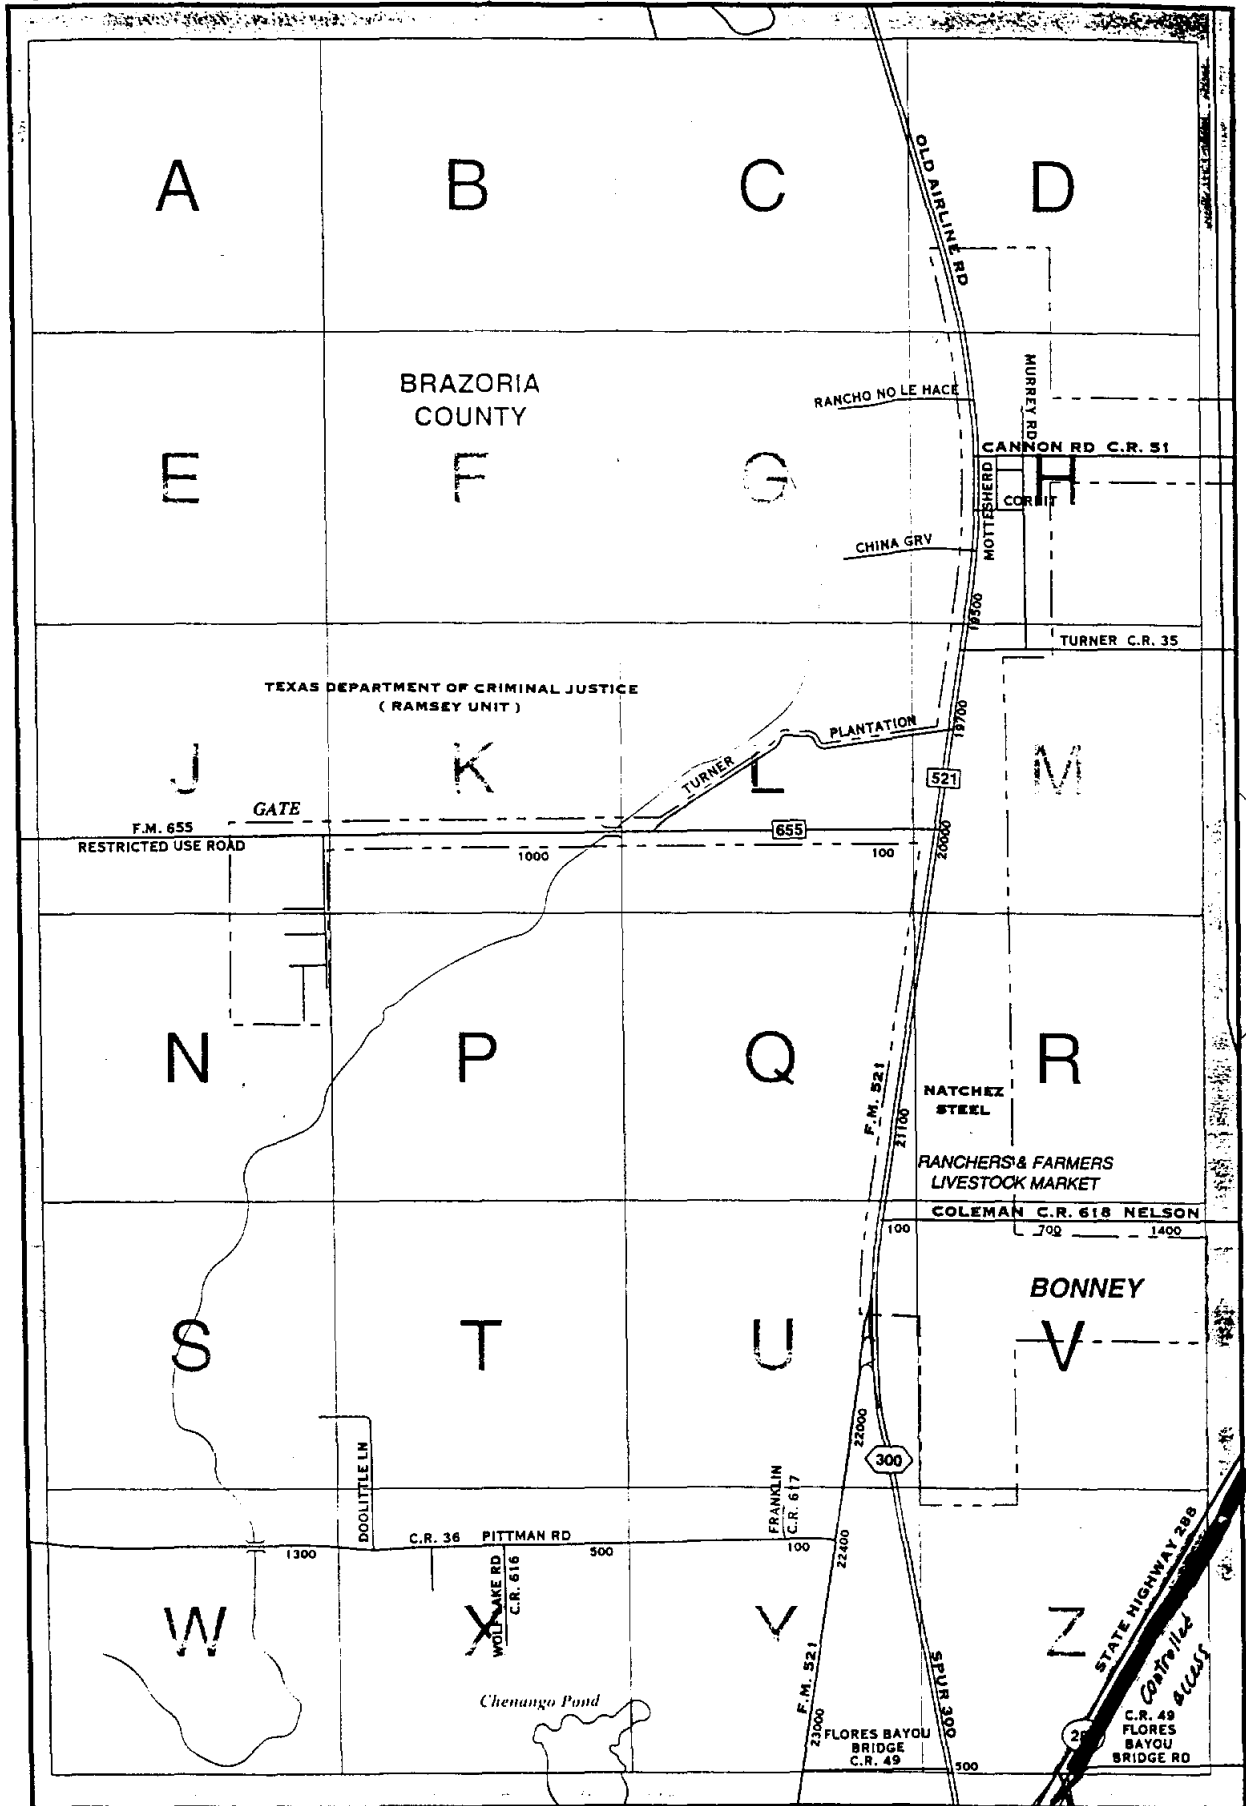 A
B
C
D
OLD AIRLINE RD
BRAZORIA
COUNTY
RANCHO NO LE HACE
MURREY RD
CANNON RD C.R. 51
E
F
G
H
MOTTESHERD
CORBIT
CHINA GRV
19500
TURNER C.R. 35
TEXAS DEPARTMENT OF CRIMINAL JUSTICE
( RAMSEY UNIT )
19700
PLANTATION
TURNER
J
K
L
M
521
GATE
F.M. 655
655
RESTRICTED USE ROAD
1000
100
20000
N
P
Q
R
F.M. 521
NATCHEZ
STEEL
21100
RANCHERS & FARMERS
LIVESTOCK MARKET
COLEMAN C.R. 618 NELSON
100
700
1400
BONNEY
S
T
U
V
22000
300
DOOLITTLE LN
FRANKLIN
C.R. 617
C.R. 36 PITTMAN RD
1300
500
100
22400
WOLF LAKE RD
C.R. 616
STATE HIGHWAY 288
Controlled
access
W
X
Y
Z
F.M. 521
SPUR 300
Chenango Pond
23000
FLORES BAYOU
BRIDGE
C.R. 49
C.R. 49
FLORES
BAYOU
BRIDGE RD
500